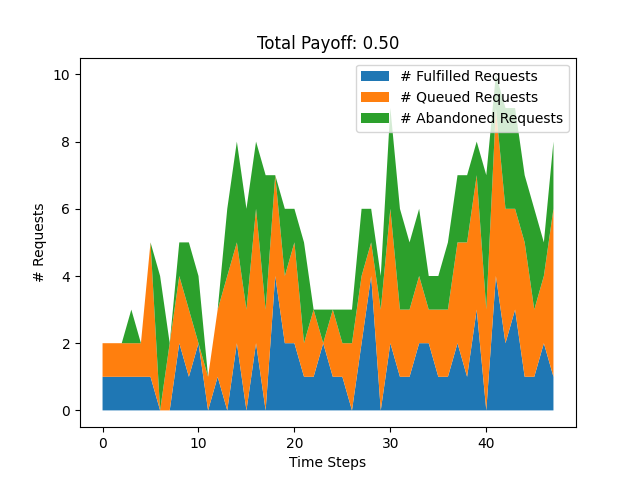 Total Payoff: 0.50
# Fulfilled Requests
# Queued Requests
# Abandoned Requests
# Requests
10
8
6
4
2
0
0 10 20 30 40
Time Steps